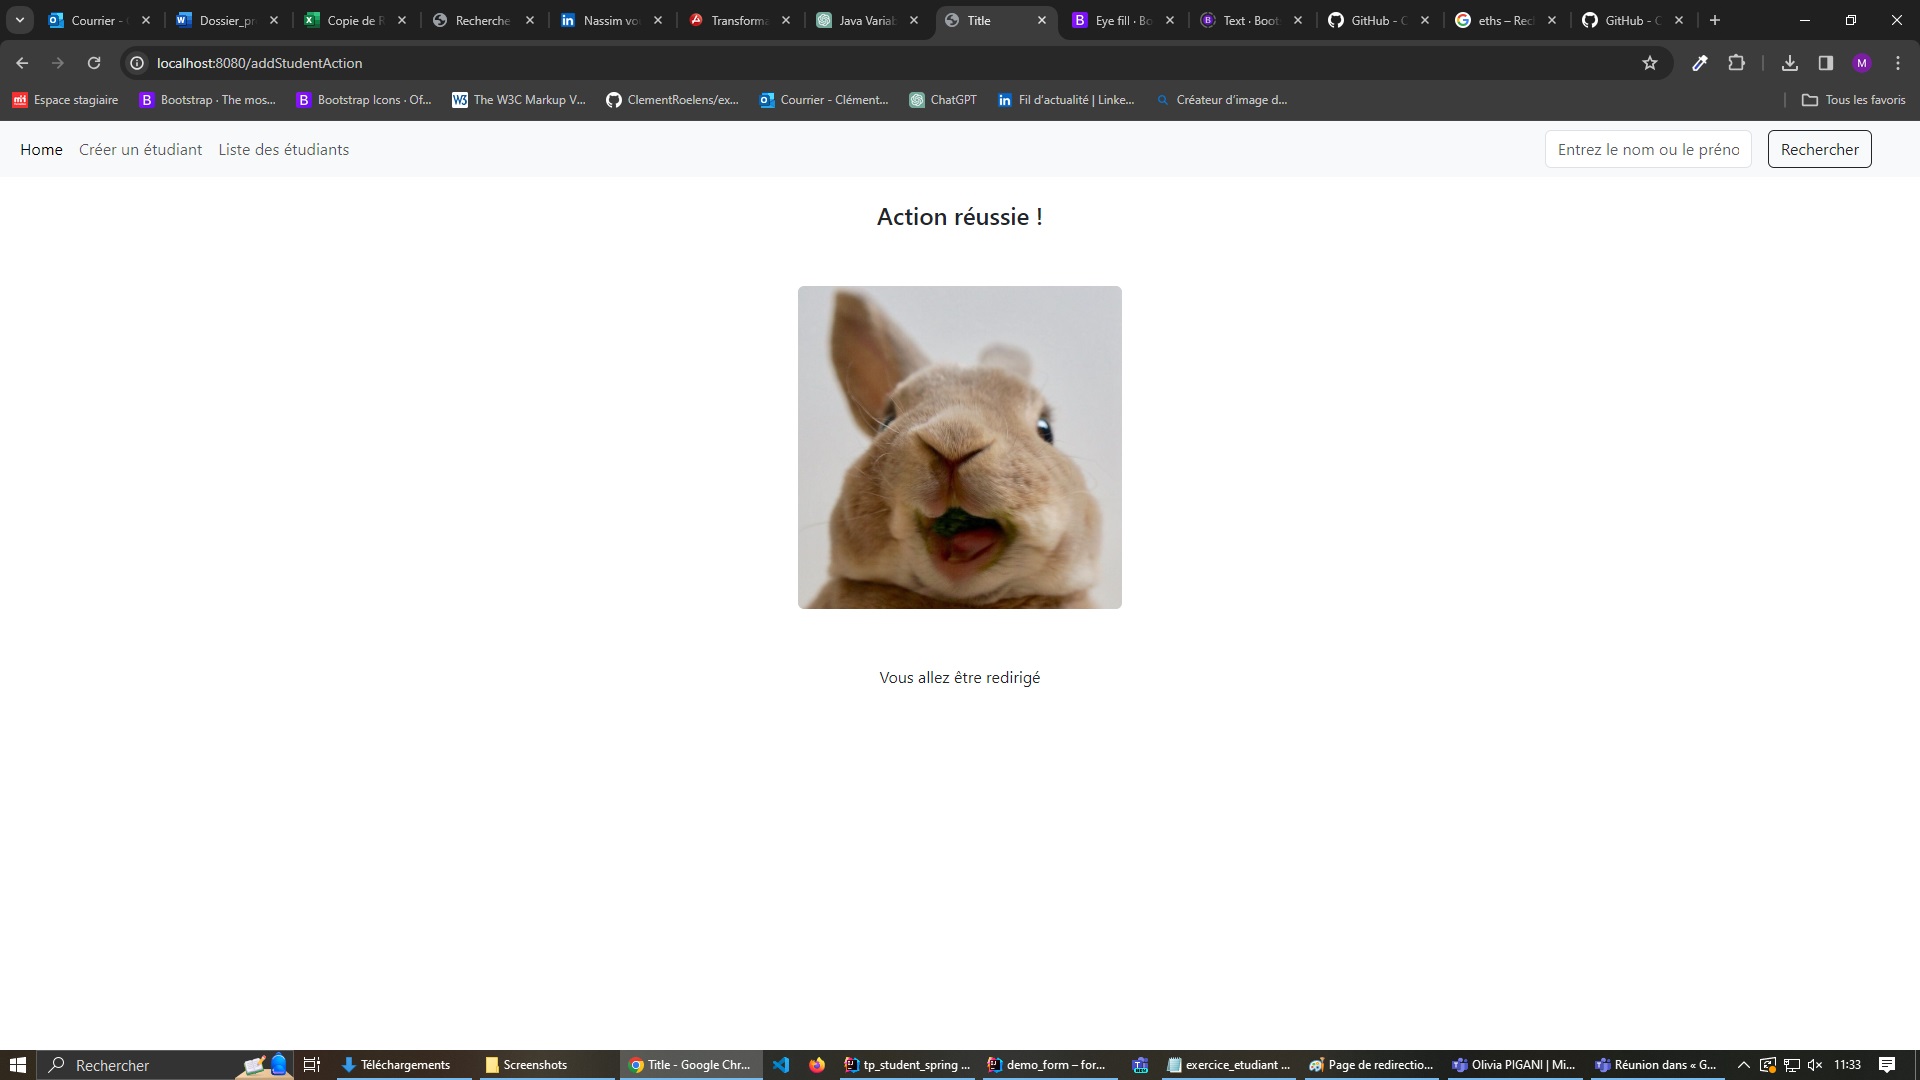 Courrier -
Dossier_pr
Copie de R
Recherche
Nassim vou
Transforma
Java Variab
Title
Eye fill · Bo
Text · Boots
GitHub - C
eths – Rec
GitHub - C
localhost:8080/addStudentAction
M
Espace stagiaire
Bootstrap · The mos...
Bootstrap Icons · Of...
The W3C Markup V...
ClementRoelens/ex...
Courrier - Clément...
ChatGPT
Fil d'actualité | Linke...
Créateur d'image d...
Tous les favoris
Home
Créer un étudiant
Liste des étudiants
Entrez le nom ou le préno
Rechercher
Action réussie !
Vous allez être redirigé
Rechercher
Téléchargements
Screenshots
Title - Google Chr...
tp_student_spring ...
demo_form – for...
exercice_etudiant ...
Page de redirectio...
Olivia PIGANI | Mi...
Réunion dans « G...
11:33